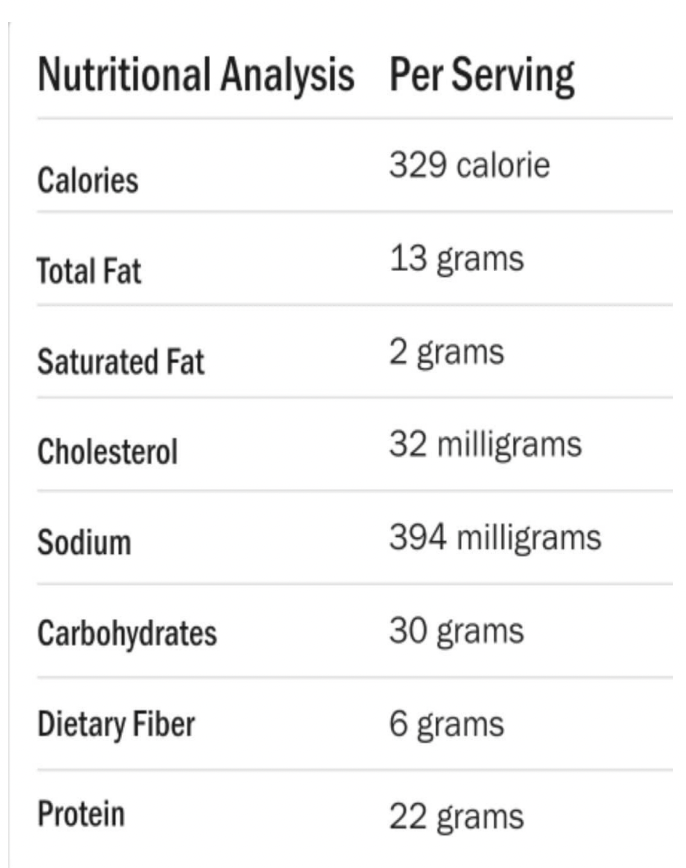 Nutritional Analysis Per Serving
Calories 329 calorie
Total Fat 13 grams
Saturated Fat 2 grams
Cholesterol 32 milligrams
Sodium 394 milligrams
Carbohydrates 30 grams
Dietary Fiber 6 grams
Protein 22 grams